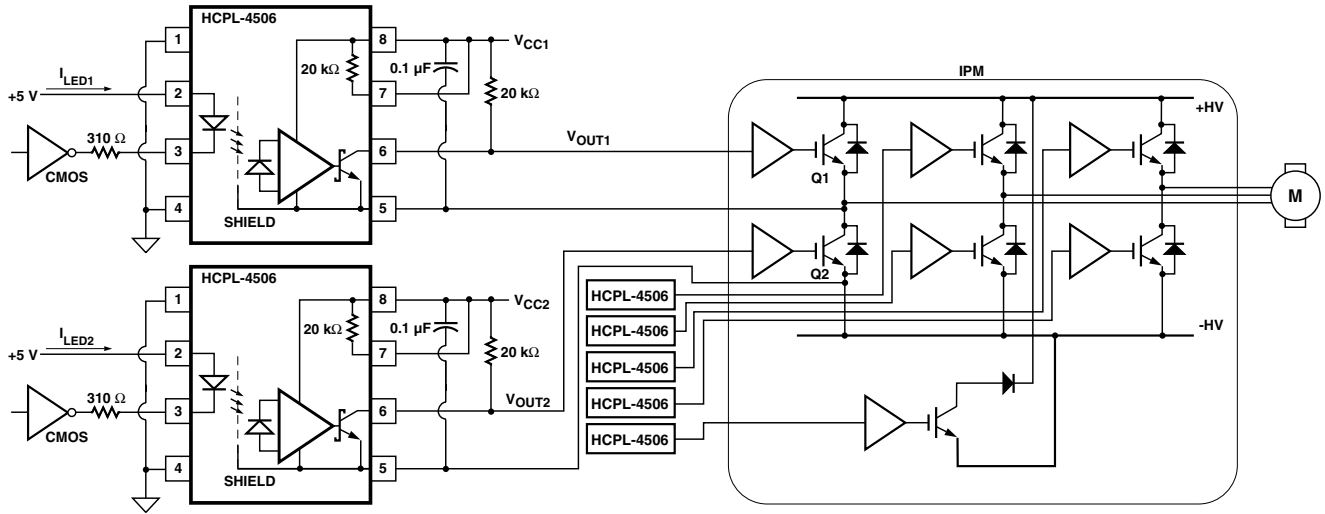 HCPL-4506
1
8
V_CC1
20 kΩ
0.1 µF
20 kΩ
I_LED1
+5 V
2
7
310 Ω
3
6
V_OUT1
CMOS
4
5
SHIELD
IPM
+HV
Q1
M
Q2
-HV
HCPL-4506
1
8
V_CC2
20 kΩ
0.1 µF
20 kΩ
I_LED2
+5 V
2
7
310 Ω
3
6
V_OUT2
CMOS
4
5
SHIELD
HCPL-4506
HCPL-4506
HCPL-4506
HCPL-4506
HCPL-4506